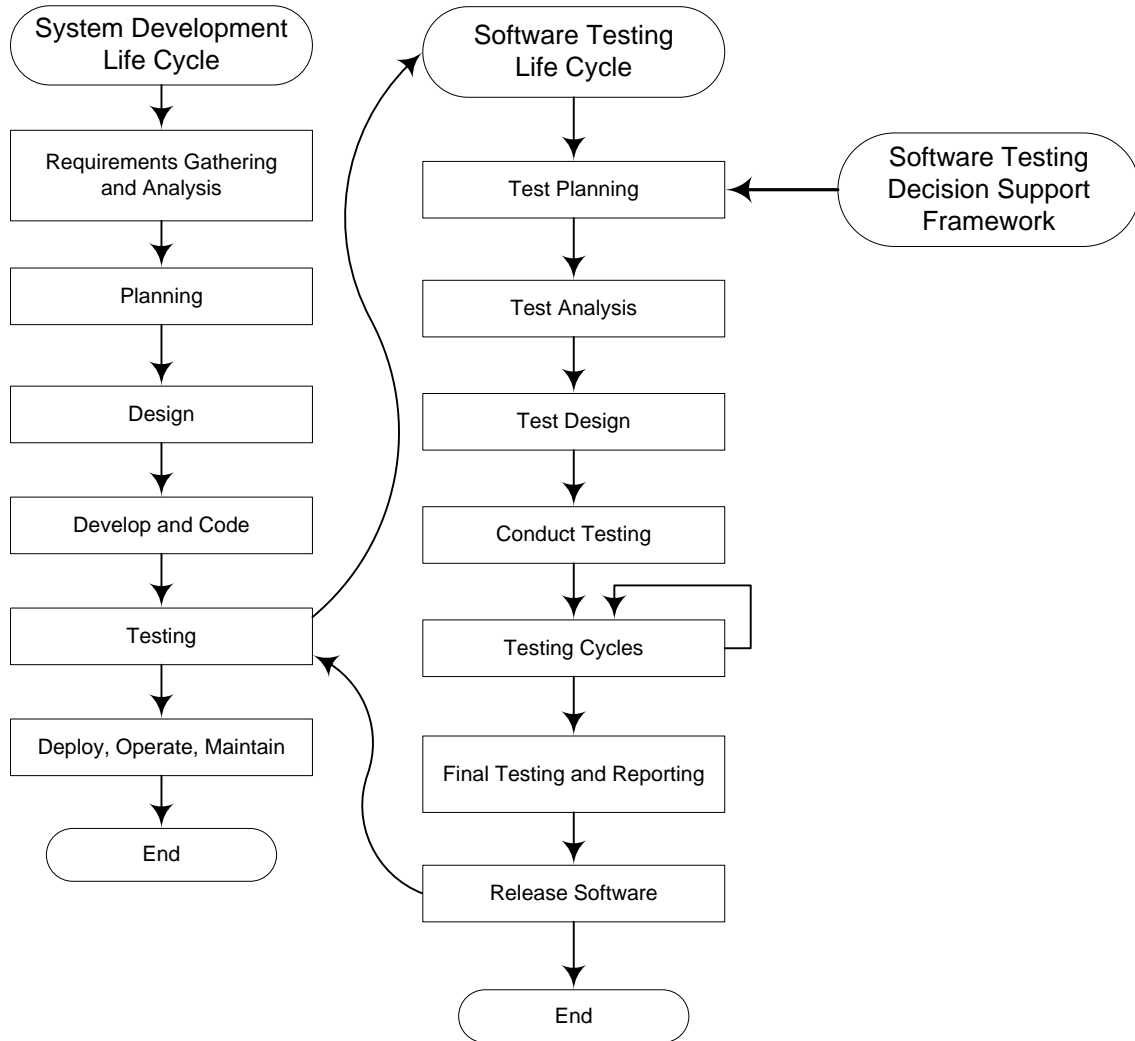 System Development
Life Cycle
Requirements Gathering
and Analysis
Planning
Design
Develop and Code
Testing
Deploy, Operate, Maintain
End
Software Testing
Life Cycle
Test Planning
Test Analysis
Test Design
Conduct Testing
Testing Cycles
Final Testing and Reporting
Release Software
End
Software Testing
Decision Support
Framework